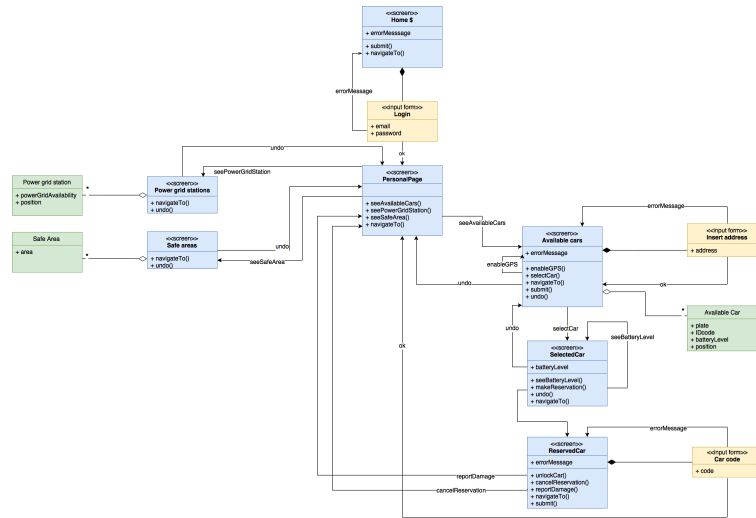 <<screen>>
Home $
+ errorMesssage
+ submit()
+ navigateTo()
errorMessage
<<input form>>
Login
+ email
+ password
ok
undo
seePowerGridStation
Power grid station
+ powerGridAvailability
+ position
*
<<screen>>
Power grid stations
+ navigateTo()
+ undo()
<<screen>>
PersonalPage
+ seeAvailableCars()
+ seePowerGridStation()
+ seeSafeArea()
+ navigateTo()
Safe Area
+ area
*
<<screen>>
Safe areas
+ navigateTo()
+ undo()
undo
seeSafeArea
seeAvailableCars
errorMessage
<<screen>>
Available cars
+ errorMessage
+ enableGPS()
+ selectCar()
+ navigateTo()
+ submit()
+ undo()
enableGPS
<<input form>>
Insert address
+ address
undo
ok
*
Available Car
+ plate
+ IDcode
+ batteryLevel
+ position
undo
selectCar
seeBatteryLevel
<<screen>>
SelectedCar
+ batteryLevel
+ seeBatteryLevel()
+ makeReservation()
+ undo()
+ navigateTo()
ok
errorMessage
<<screen>>
ReservedCar
+ errorMessage
+ unlockCar()
+ cancelReservation()
+ reportDamage()
+ navigateTo()
+ submit()
<<input form>>
Car code
+ code
reportDamage
cancelReservation